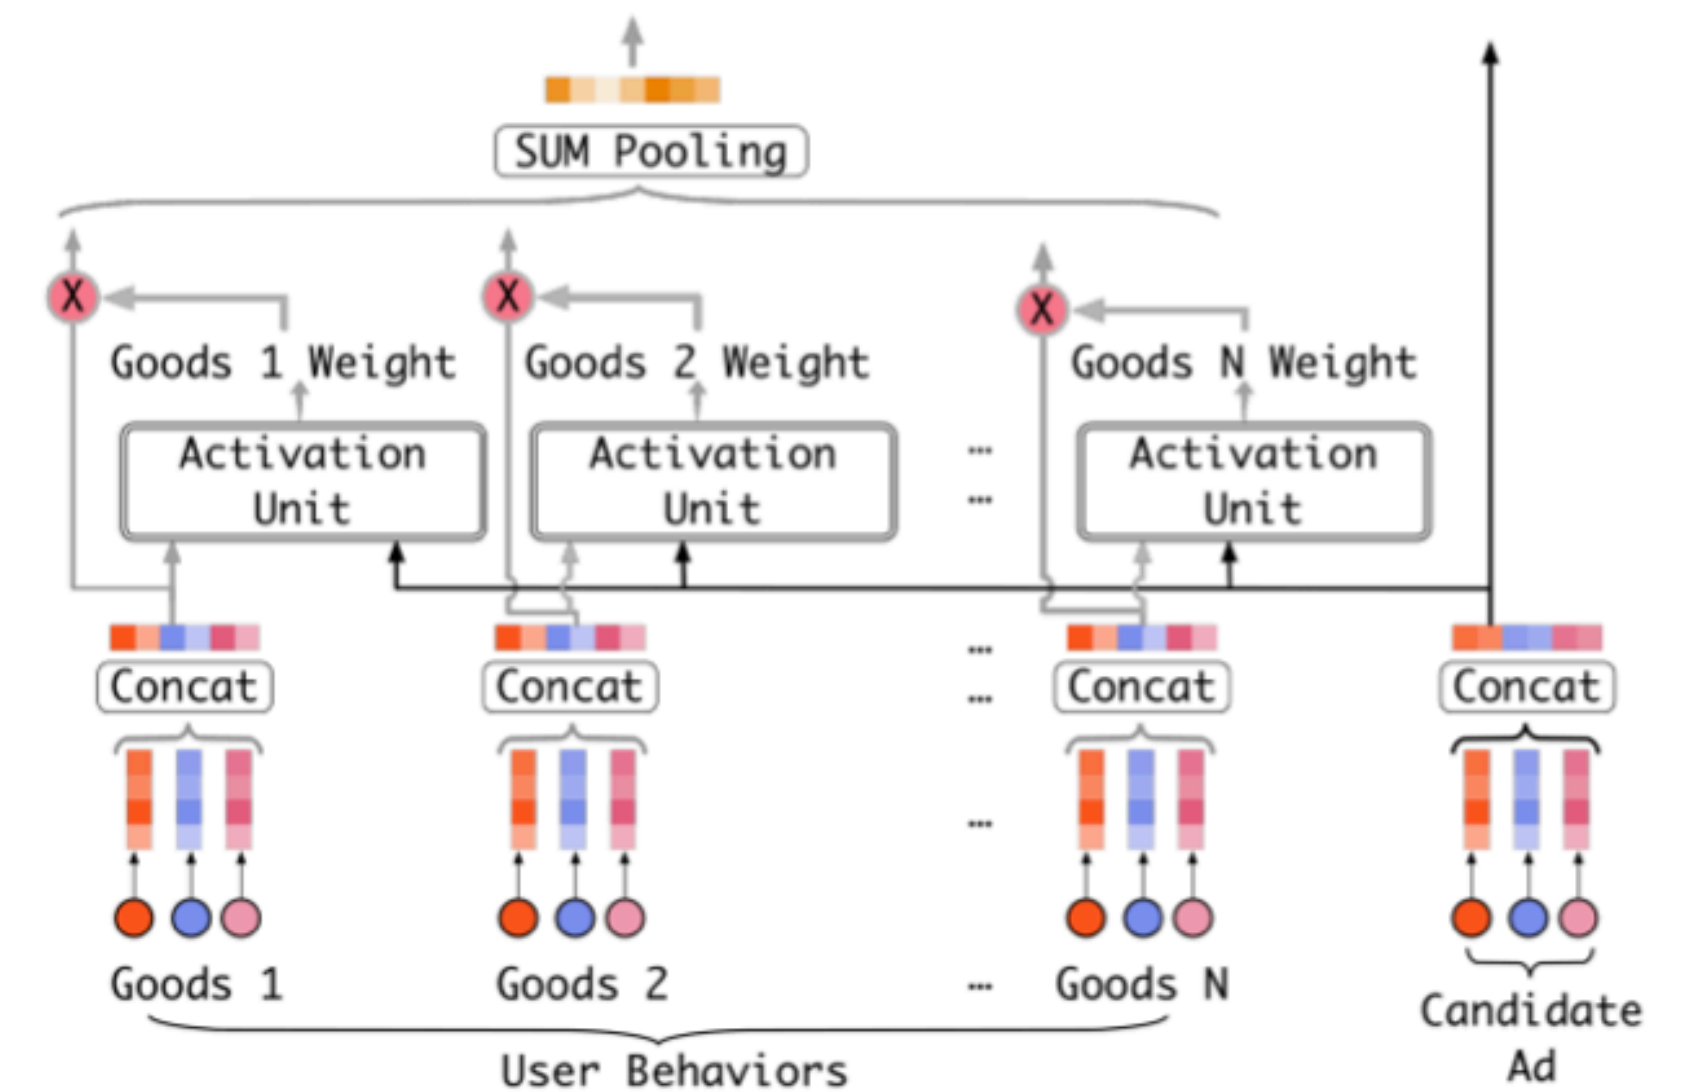 SUM Pooling
X X X
Goods 1 Weight Goods 2 Weight Goods N Weight
Activation Unit Activation Unit ... Activation Unit
...
...
Concat Concat ... Concat Concat
...
Goods 1 Goods 2 ... Goods N
Candidate
Ad
User Behaviors